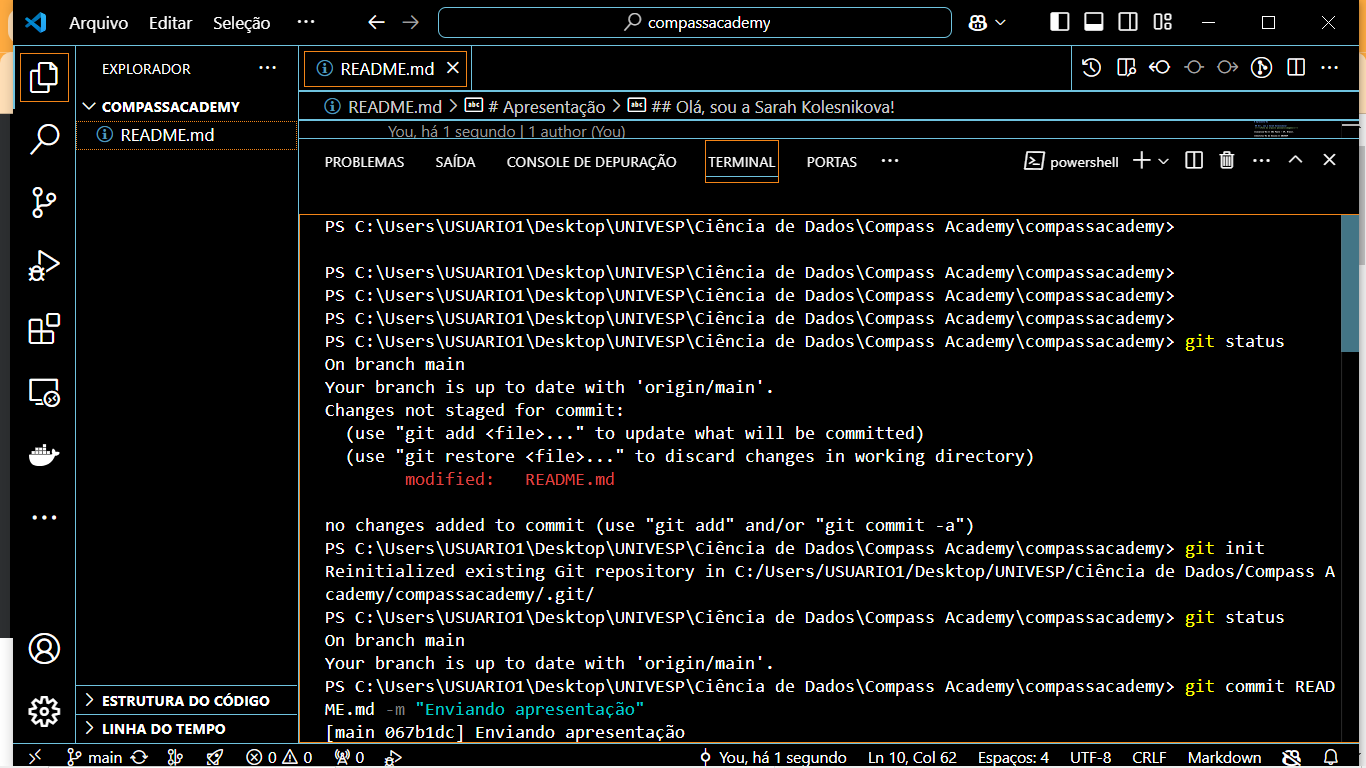 Arquivo Editar Seleção ··· compassacademy
EXPLORADOR ···
COMPASSACADEMY
README.md
ESTRUTURA DO CÓDIGO
LINHA DO TEMPO
README.md
README.md > # Apresentação > ## Olá, sou a Sarah Kolesnikova!
You, há 1 segundo | 1 author (You)
PROBLEMAS SAÍDA CONSOLE DE DEPURAÇÃO TERMINAL PORTAS ··· powershell
PS C:\Users\USUARIO1\Desktop\UNIVESP\Ciência de Dados\Compass Academy\compassacademy>
PS C:\Users\USUARIO1\Desktop\UNIVESP\Ciência de Dados\Compass Academy\compassacademy>
PS C:\Users\USUARIO1\Desktop\UNIVESP\Ciência de Dados\Compass Academy\compassacademy>
PS C:\Users\USUARIO1\Desktop\UNIVESP\Ciência de Dados\Compass Academy\compassacademy>
PS C:\Users\USUARIO1\Desktop\UNIVESP\Ciência de Dados\Compass Academy\compassacademy> git status
On branch main
Your branch is up to date with 'origin/main'.
Changes not staged for commit:
(use "git add <file>..." to update what will be committed)
(use "git restore <file>..." to discard changes in working directory)
modified: README.md
no changes added to commit (use "git add" and/or "git commit -a")
PS C:\Users\USUARIO1\Desktop\UNIVESP\Ciência de Dados\Compass Academy\compassacademy> git init
Reinitialized existing Git repository in C:/Users/USUARIO1/Desktop/UNIVESP/Ciência de Dados/Compass A
cademy/compassacademy/.git/
PS C:\Users\USUARIO1\Desktop\UNIVESP\Ciência de Dados\Compass Academy\compassacademy> git status
On branch main
Your branch is up to date with 'origin/main'.
PS C:\Users\USUARIO1\Desktop\UNIVESP\Ciência de Dados\Compass Academy\compassacademy> git commit READ
ME.md -m "Enviando apresentação"
[main 067b1dc] Enviando apresentação
main 0 0 0 You, há 1 segundo Ln 10, Col 62 Espaços: 4 UTF-8 CRLF Markdown